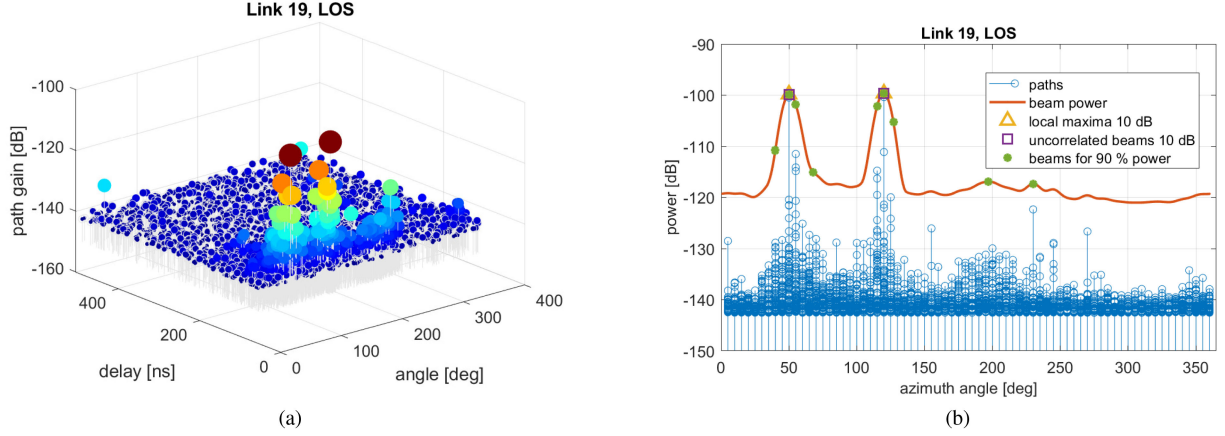 Link 19, LOS
-100
-120
-140
-160
path gain [dB]
400
200
0
delay [ns]
0
100
200
300
400
angle [deg]
(a)
Link 19, LOS
-90
-100
-110
-120
-130
-140
-150
power [dB]
paths
beam power
local maxima 10 dB
uncorrelated beams 10 dB
beams for 90 % power
0 50 100 150 200 250 300 350
azimuth angle [deg]
(b)